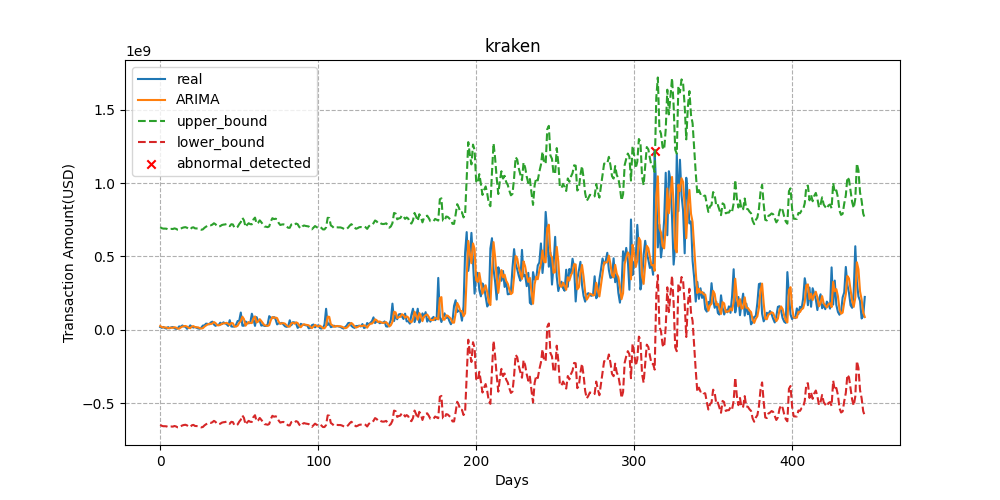 kraken
1e9
real
ARIMA
upper_bound
lower_bound
abnormal_detected
Transaction Amount(USD)
1.5
1.0
0.5
0.0
−0.5
0 100 200 300 400
Days